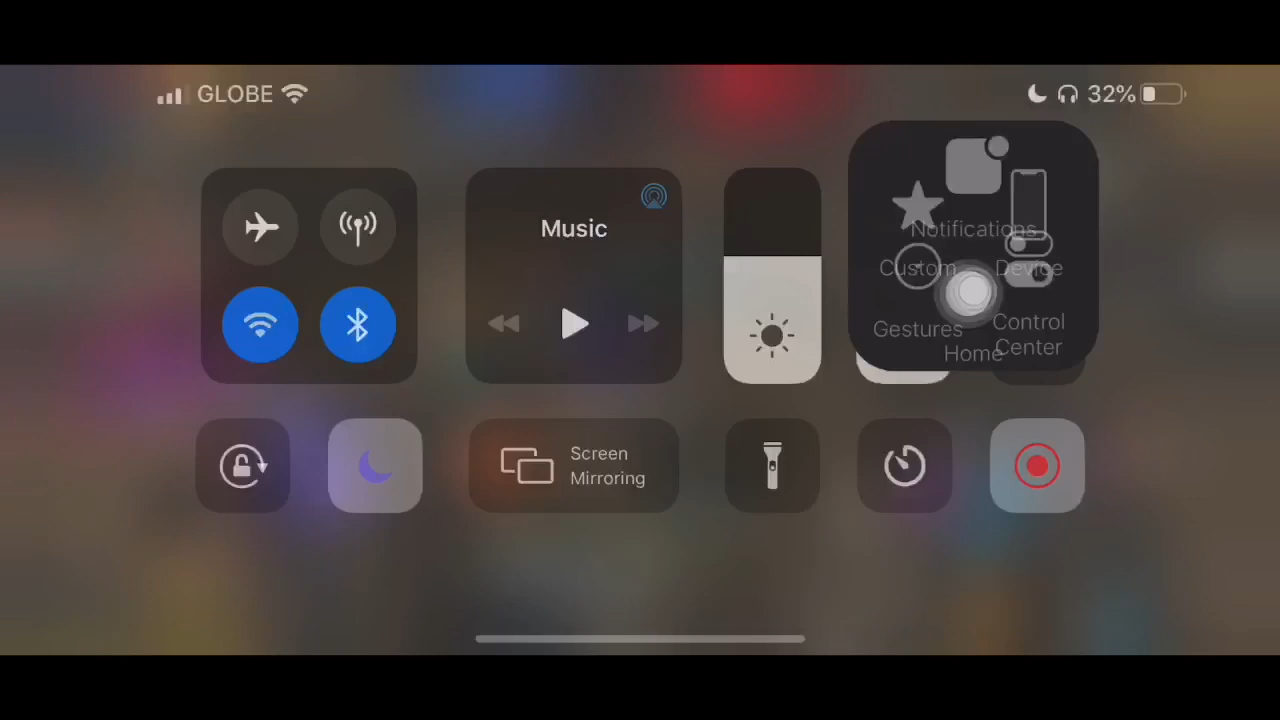 GLOBE
32%
Music
Notifications
Custom
Device
Gestures
Control
Center
Home
Screen
Mirroring